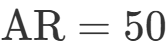 AR = 50